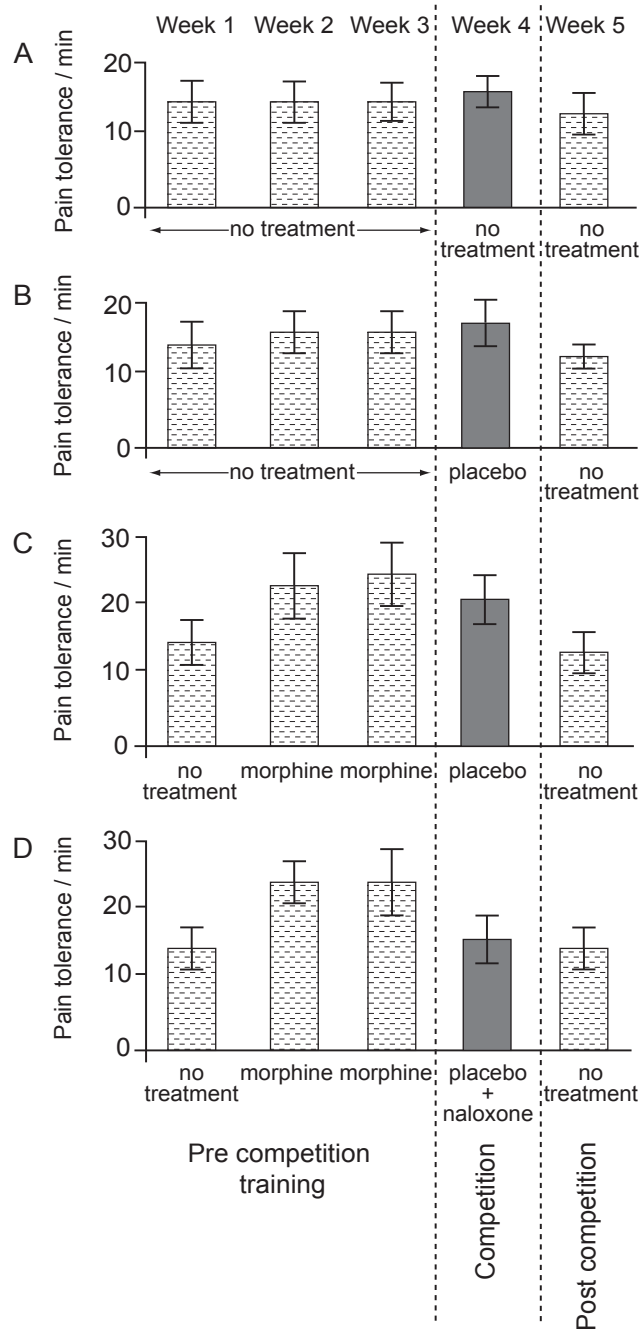 Week 1 Week 2 Week 3 Week 4 Week 5
A
Pain tolerance / min
20
10
0
no treatment
no
treatment
no
treatment
B
Pain tolerance / min
20
10
0
no treatment
placebo
no
treatment
C
Pain tolerance / min
30
20
10
0
no
treatment
morphine
morphine
placebo
no
treatment
D
Pain tolerance / min
30
20
10
0
no
treatment
morphine
morphine
placebo
+
naloxone
no
treatment
Pre competition
training
Competition
Post competition